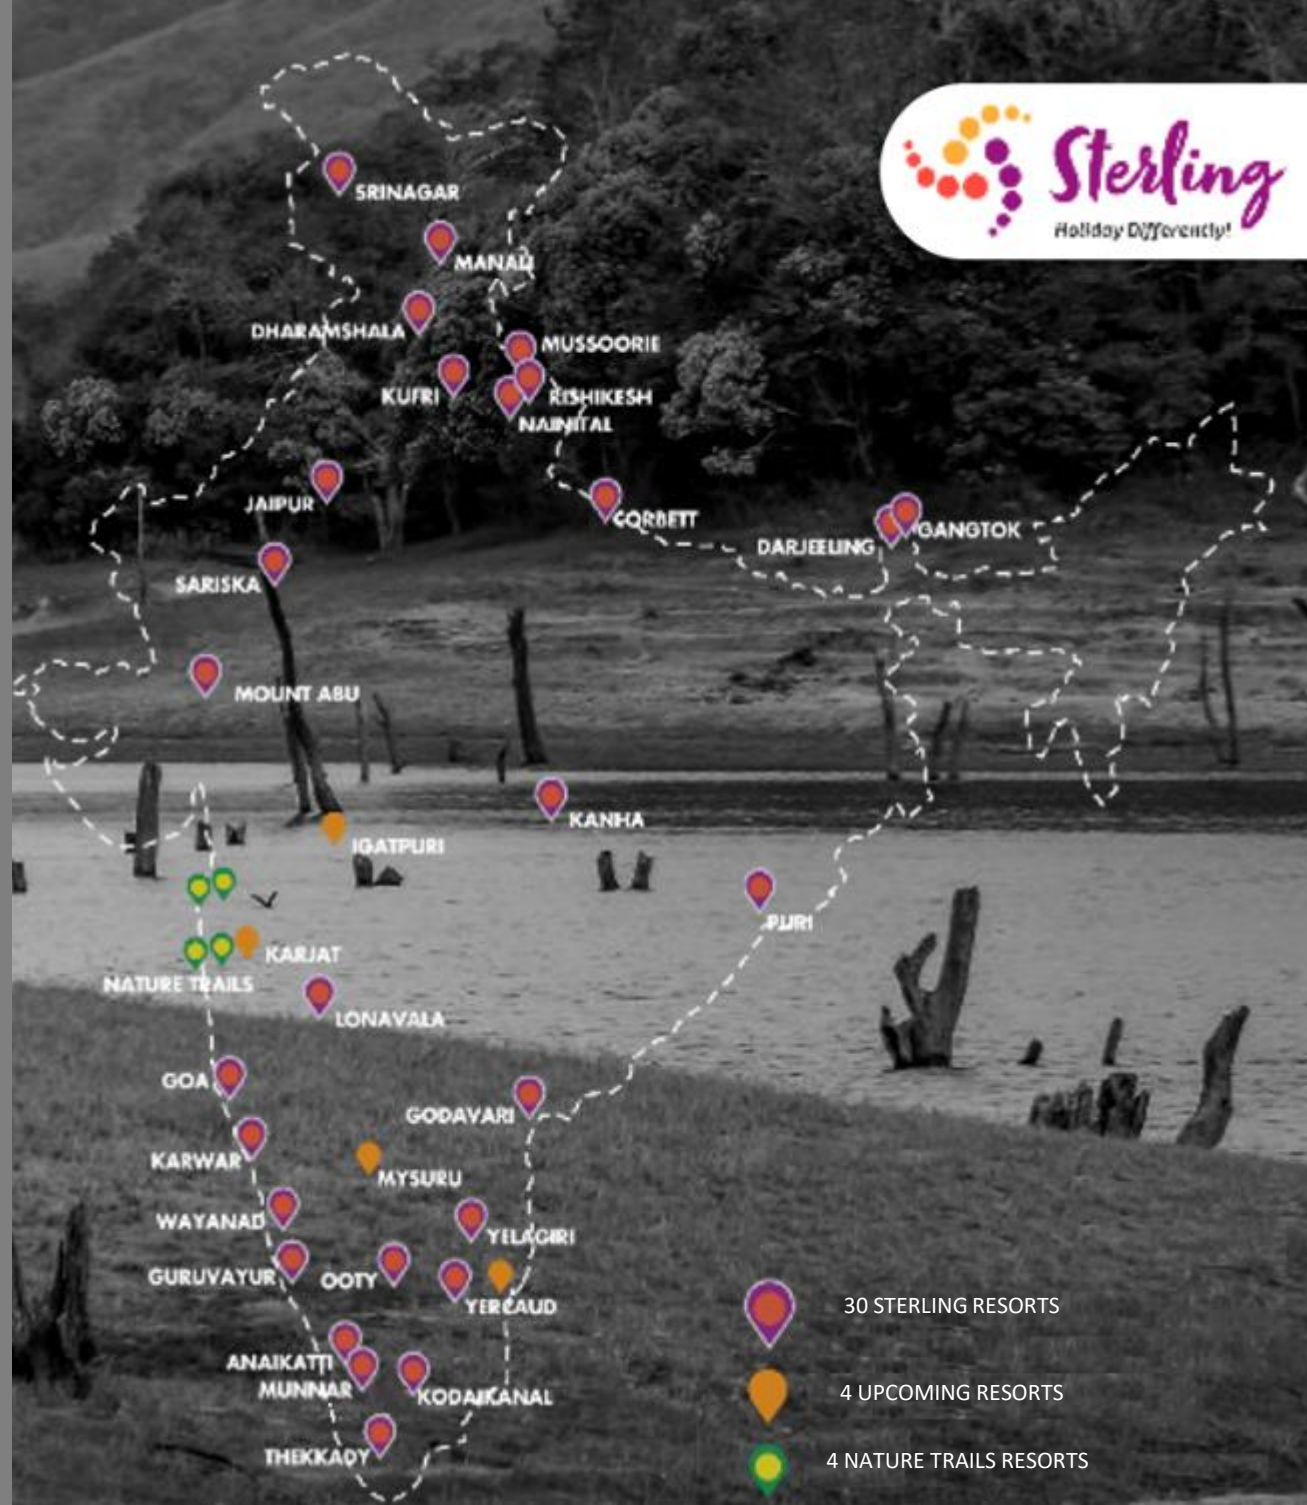 Sterling
Holiday Differently!
SRINAGAR
MANALI
DHARAMSHALA
MUSSOORIE
KUFRI
RISHIKESH
NAINITAL
JAIPUR
CORBETT
GANGTOK
DARJEELING
SARISKA
MOUNT ABU
KANHA
IGATPURI
PURI
KARJAT
NATURE TRAILS
LONAVALA
GOA
GODAVARI
KARWAR
MYSURU
WAYANAD
YELAGIRI
GURUVAYUR
OOTY
YERCAUD
30 STERLING RESORTS
ANAIKATTI
MUNNAR
KODAIKANAL
4 UPCOMING RESORTS
THEKKADY
4 NATURE TRAILS RESORTS